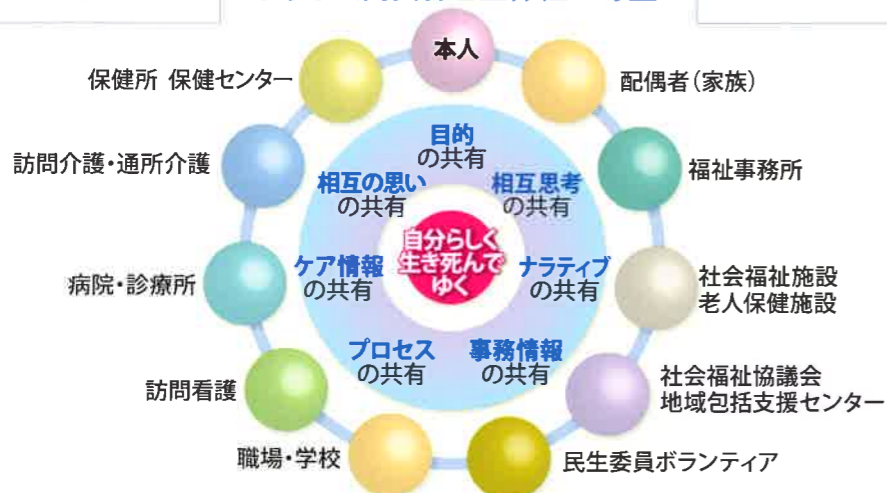 本人
保健所 保健センター
配偶者(家族)
訪問介護・通所介護
福祉事務所
病院・診療所
社会福祉施設
老人保健施設
訪問看護
社会福祉協議会
地域包括支援センター
職場・学校
民生委員ボランティア
目的
の共有
相互の思い
の共有
相互思考
の共有
ケア情報
の共有
ナラティブ
の共有
プロセス
の共有
事務情報
の共有
自分らしく
生き死んで
ゆく